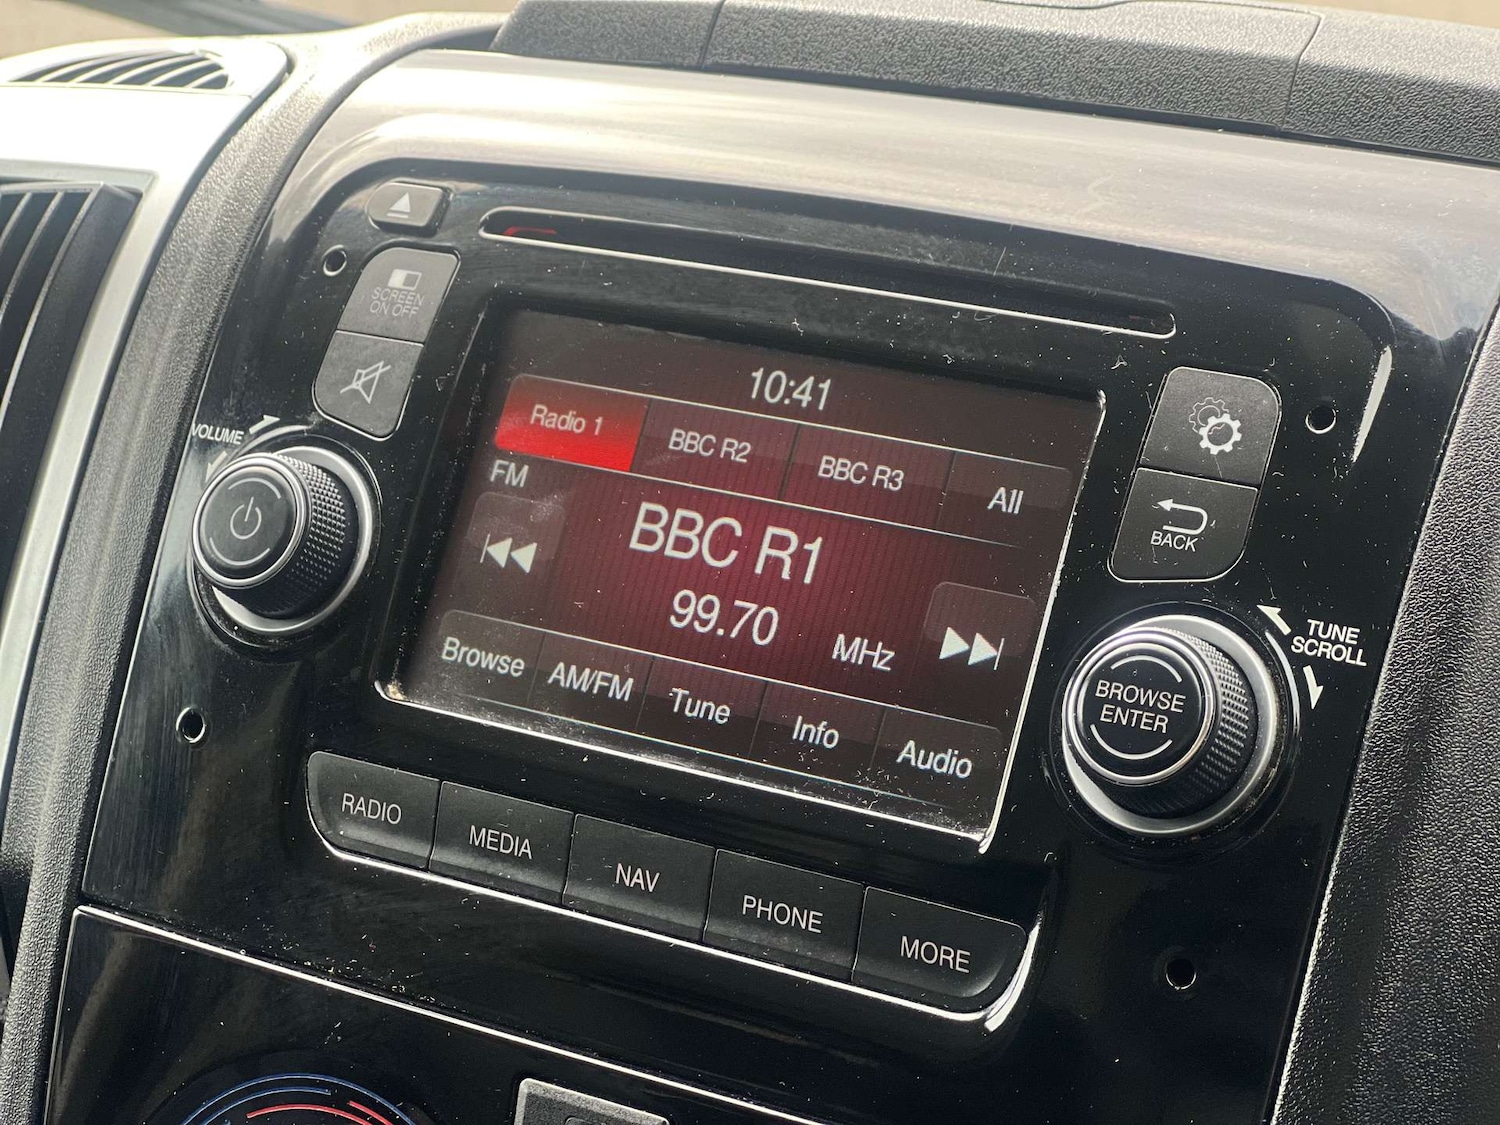 SCREEN
ON OFF
VOLUME
10:41
Radio 1
BBC R2
BBC R3
All
FM
BBC R1
99.70
MHz
Browse
AM/FM
Tune
Info
Audio
BACK
TUNE
SCROLL
BROWSE
ENTER
RADIO
MEDIA
NAV
PHONE
MORE